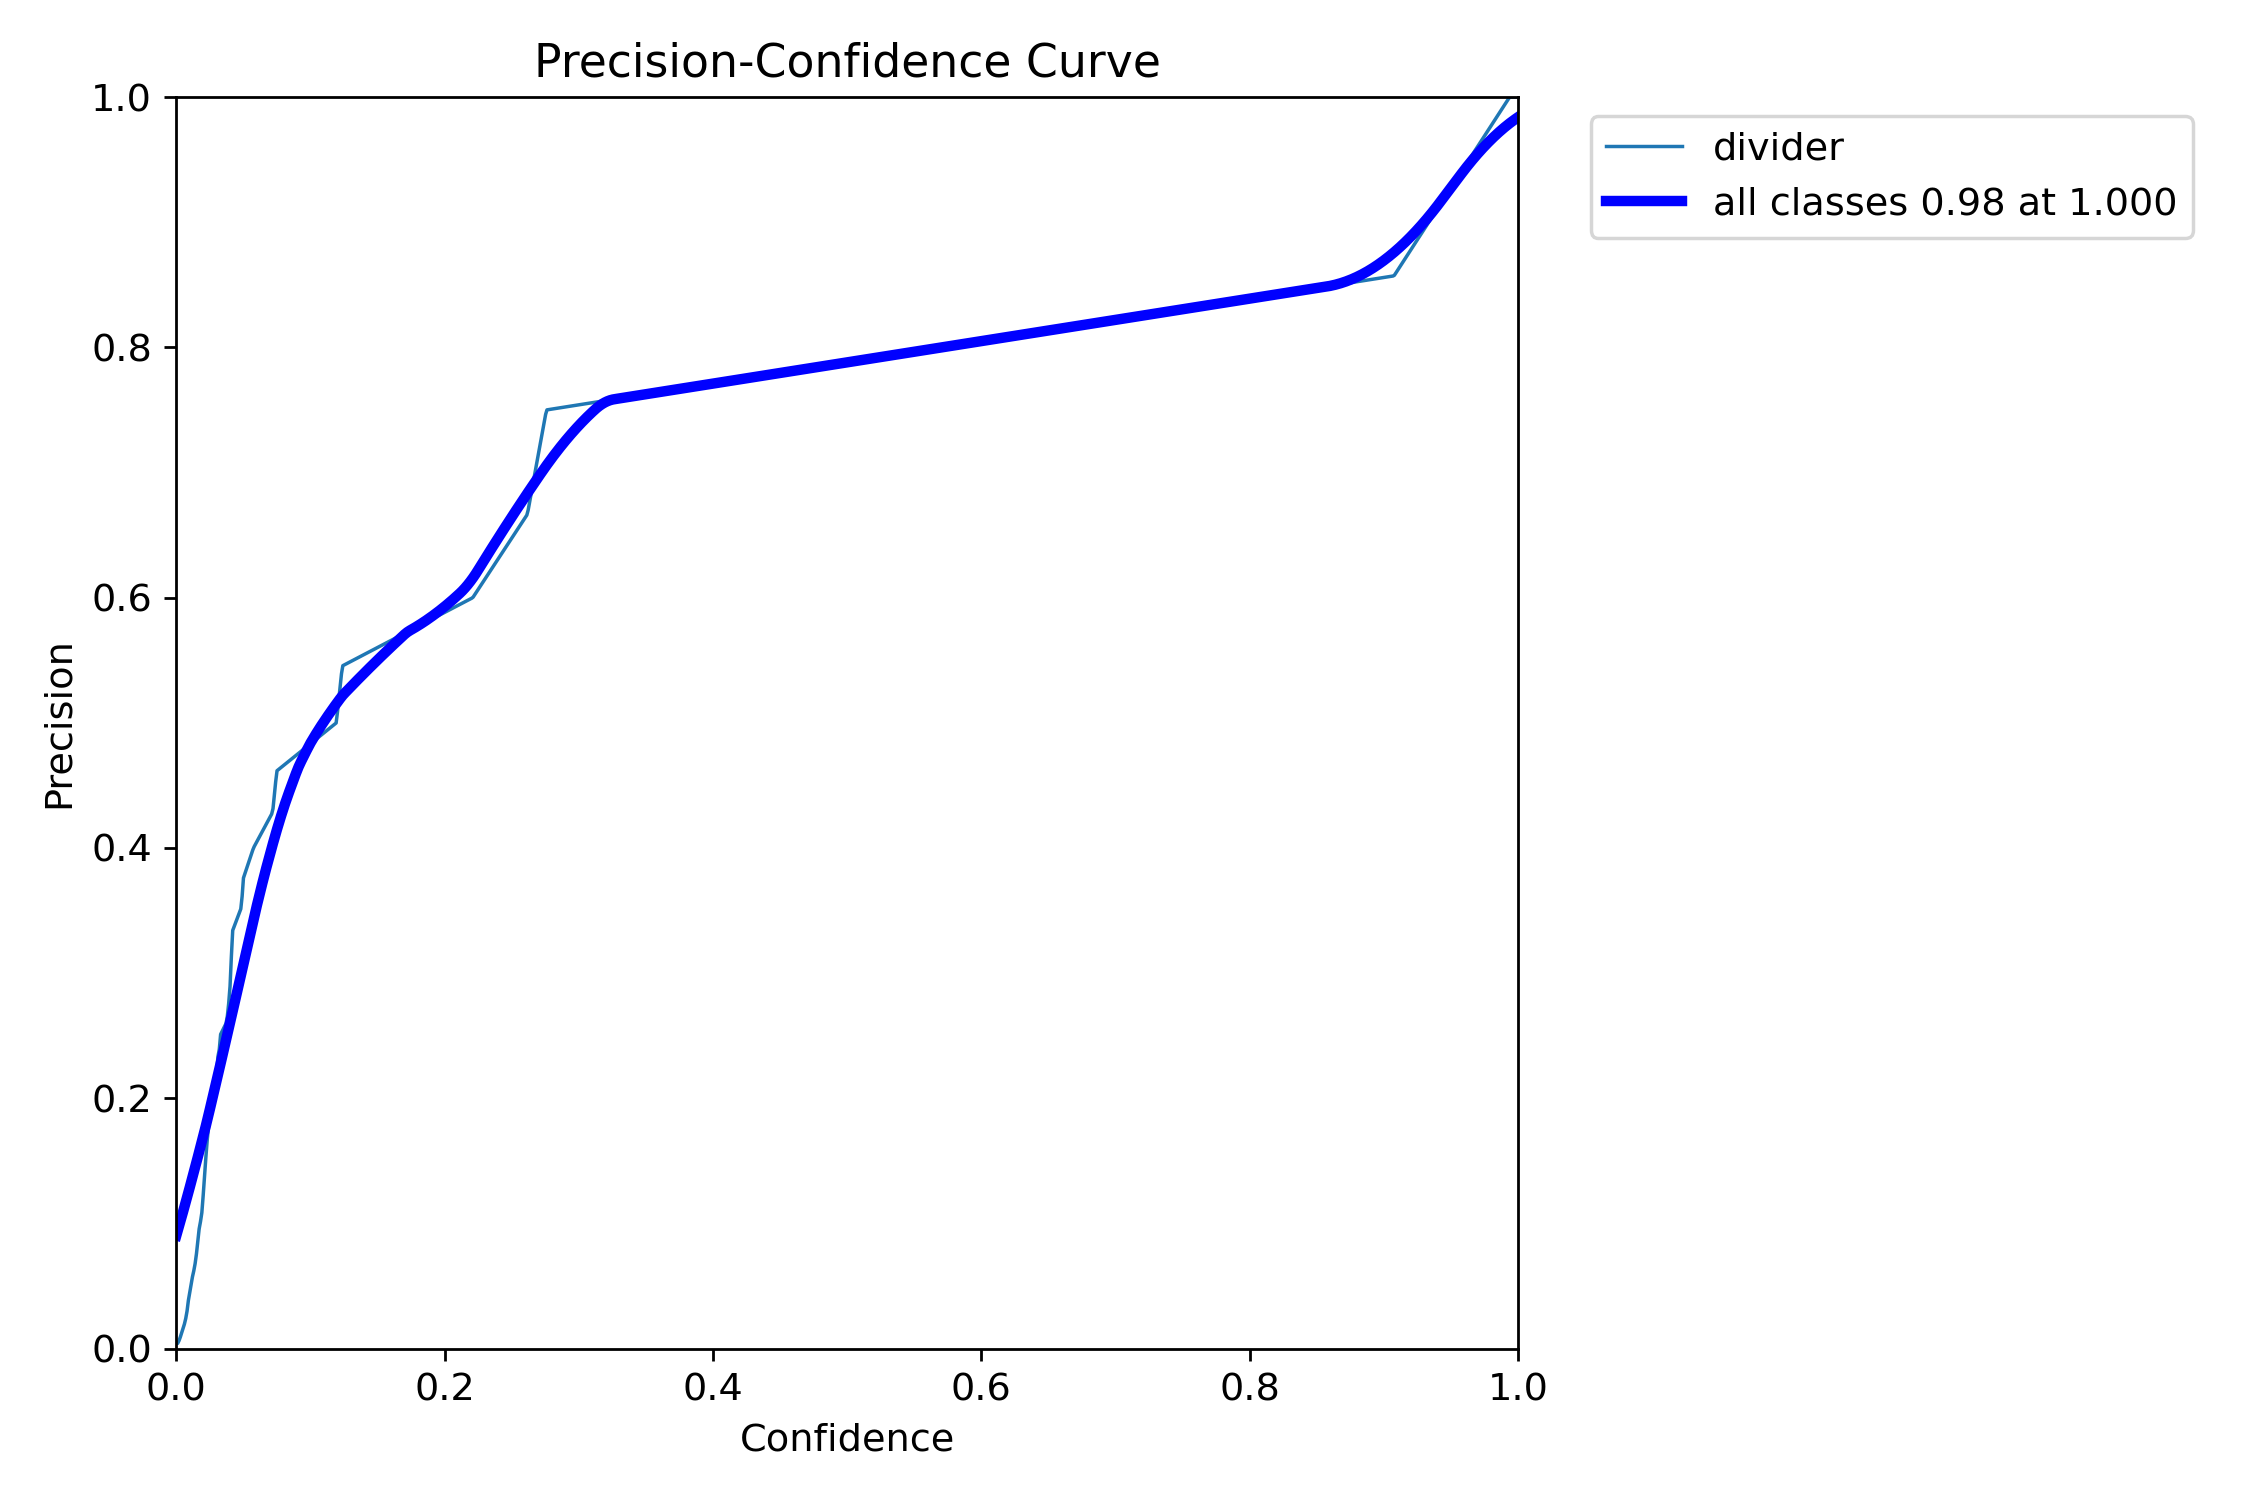 Precision-Confidence Curve
1.0
0.8
0.6
0.4
0.2
0.0
Precision
0.0 0.2 0.4 0.6 0.8 1.0
Confidence
divider
all classes 0.98 at 1.000